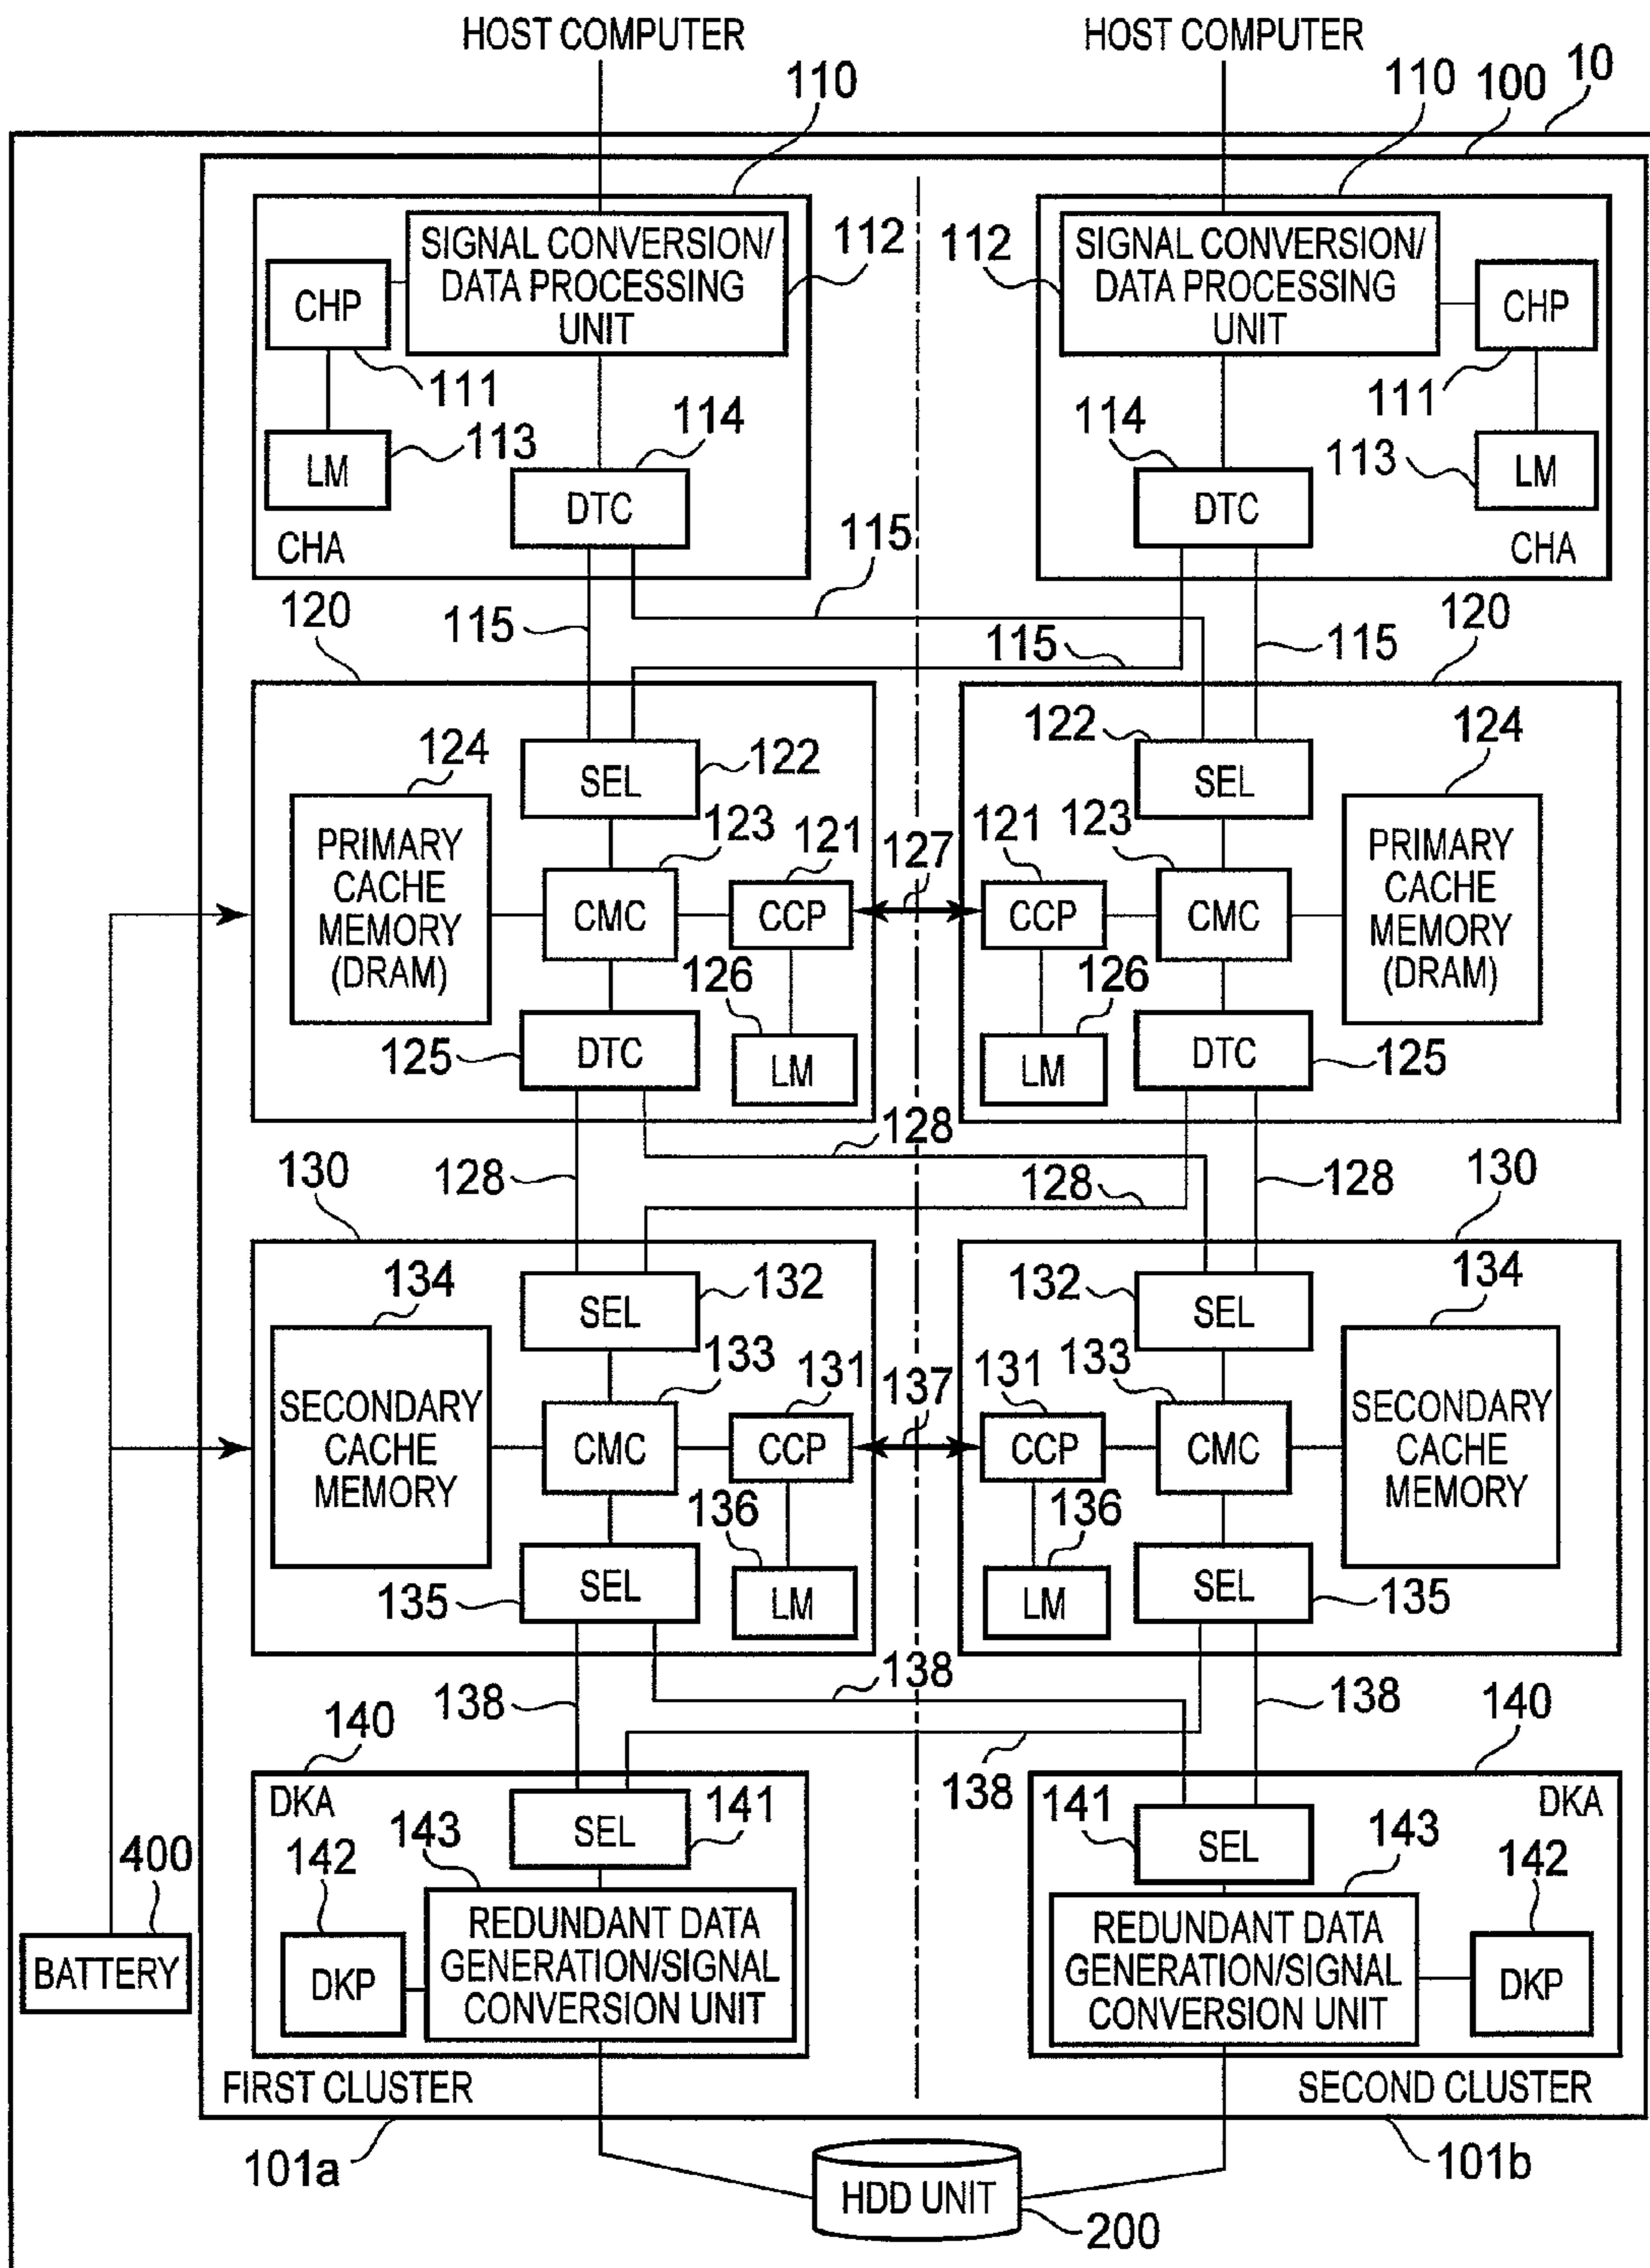 HOST COMPUTER
HOST COMPUTER
110
110
100
10
SIGNAL CONVERSION/
DATA PROCESSING
UNIT
112
CHP
111
LM
113
114
DTC
CHA
112
SIGNAL CONVERSION/
DATA PROCESSING
UNIT
CHP
111
114
113
LM
DTC
CHA
115
115
115
115
120
120
124
122
SEL
123
121
PRIMARY
CACHE
MEMORY
(DRAM)
CMC
CCP
126
125
DTC
LM
127
122
SEL
124
121
123
CCP
CMC
PRIMARY
CACHE
MEMORY
(DRAM)
126
LM
DTC
125
128
128
128
128
130
130
134
SEL
132
133
131
SECONDARY
CACHE
MEMORY
CMC
CCP
136
135
SEL
LM
137
132
SEL
134
131
133
CCP
CMC
SECONDARY
CACHE
MEMORY
136
LM
SEL
135
138
138
138
138
140
140
DKA
SEL
141
143
142
DKP
REDUNDANT DATA
GENERATION/SIGNAL
CONVERSION UNIT
141
SEL
DKA
143
142
REDUNDANT DATA
GENERATION/SIGNAL
CONVERSION UNIT
DKP
400
BATTERY
FIRST CLUSTER
SECOND CLUSTER
101a
101b
HDD UNIT
200